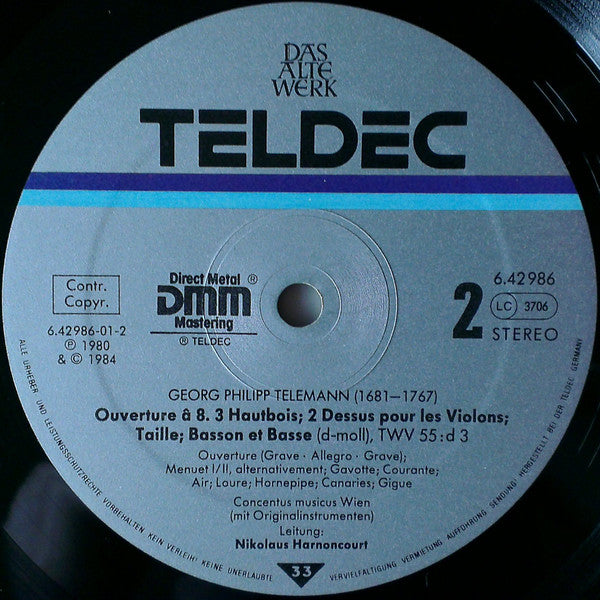 DAS
ALTE
WERK
TELDEC
Contr.
Copyr.
6.42986-01-2
℗ 1980
& © 1984
Direct Metal ®
DMM
Mastering
® TELDEC
2
6.42986
LC 3706
STEREO
GEORG PHILIPP TELEMANN (1681—1767)
Ouverture â 8. 3 Hautbois; 2 Dessus pour les Violons;
Taille; Basson et Basse (d-moll), TWV 55:d 3
Ouverture (Grave · Allegro · Grave);
Menuet I/II, alternativement; Gavotte; Courante;
Air; Loure; Hornepipe; Canaries; Gigue
Concentus musicus Wien
(mit Originalinstrumenten)
Leitung:
Nikolaus Harnoncourt
ALLE URHEBER UND LEISTUNGSSCHUTZRECHTE VORBEHALTEN KEIN VERLEIH! KEINE UNERLAUBTE
33
VERVIELFÄLTIGUNG VERMIETUNG AUFFÜHRUNG SENDUNG · HERGESTELLT BEI DER TELDEC GERMANY